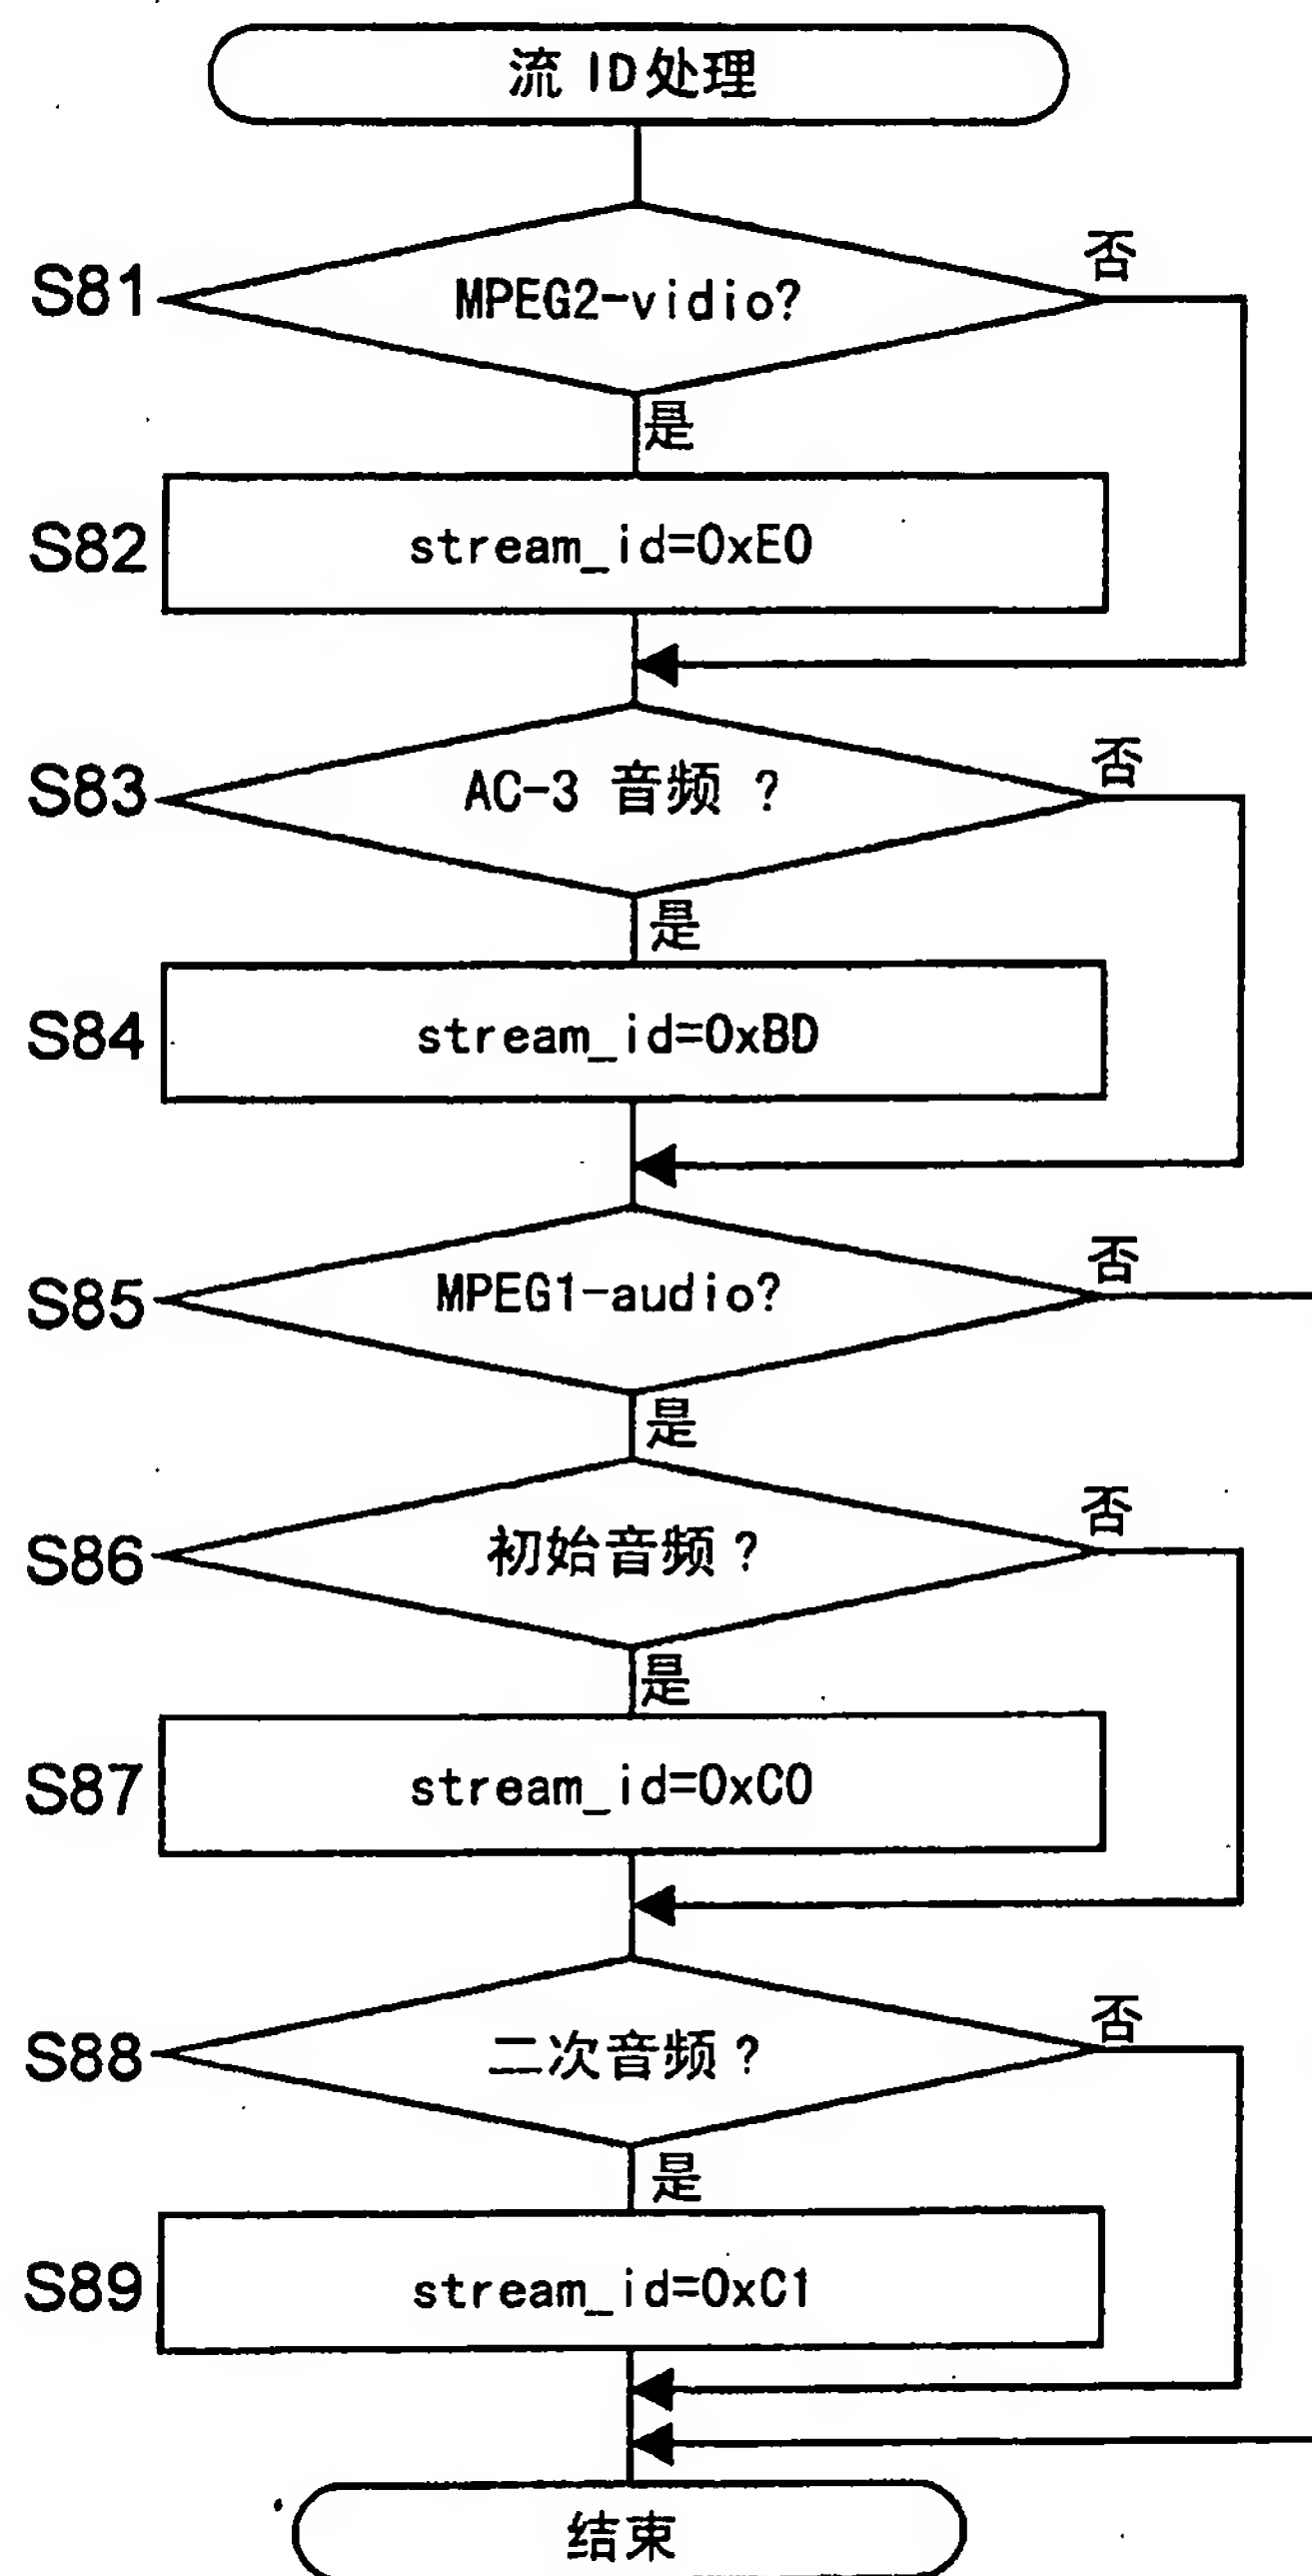 流 ID处理
否
S81
MPEG2-vidio?
是
S82
stream_id=0xE0
否
S83
AC-3 音频 ?
是
S84
stream_id=0xBD
否
S85
MPEG1-audio?
是
否
S86
初始音频 ?
是
S87
stream_id=0xC0
否
S88
二次音频 ?
是
S89
stream_id=0xC1
结束